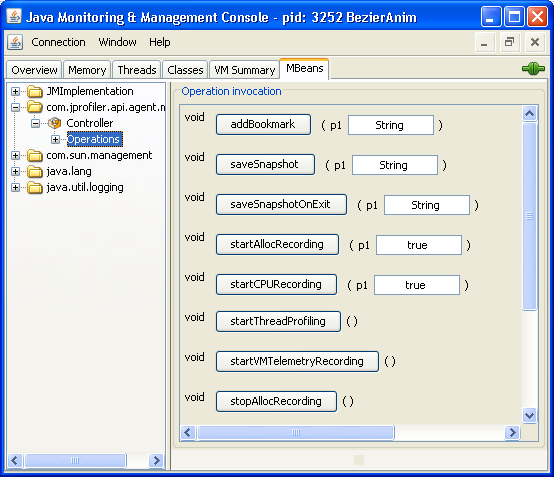 Java Monitoring & Management Console - pid: 3252 BezierAnim
Connection Window Help
Overview Memory Threads Classes VM Summary MBeans
JMImplementation
com.jprofiler.api.agent.m
Controller
Operations
com.sun.management
java.lang
java.util.logging
Operation invocation
void addBookmark ( p1 String )
void saveSnapshot ( p1 String )
void saveSnapshotOnExit ( p1 String )
void startAllocRecording ( p1 true )
void startCPURecording ( p1 true )
void startThreadProfiling ( )
void startVMTelemetryRecording ( )
void stopAllocRecording ( )